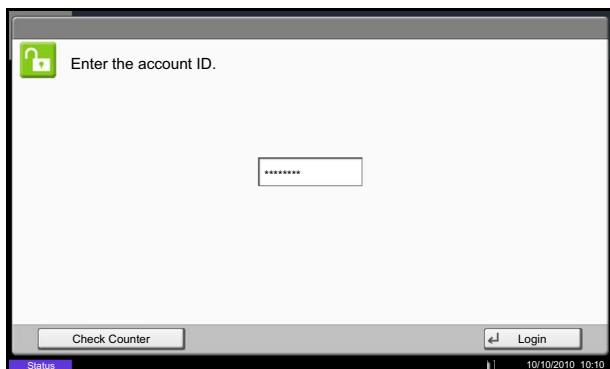 Enter the account ID.
********
Check Counter
Login
Status
10/10/2010 10:10